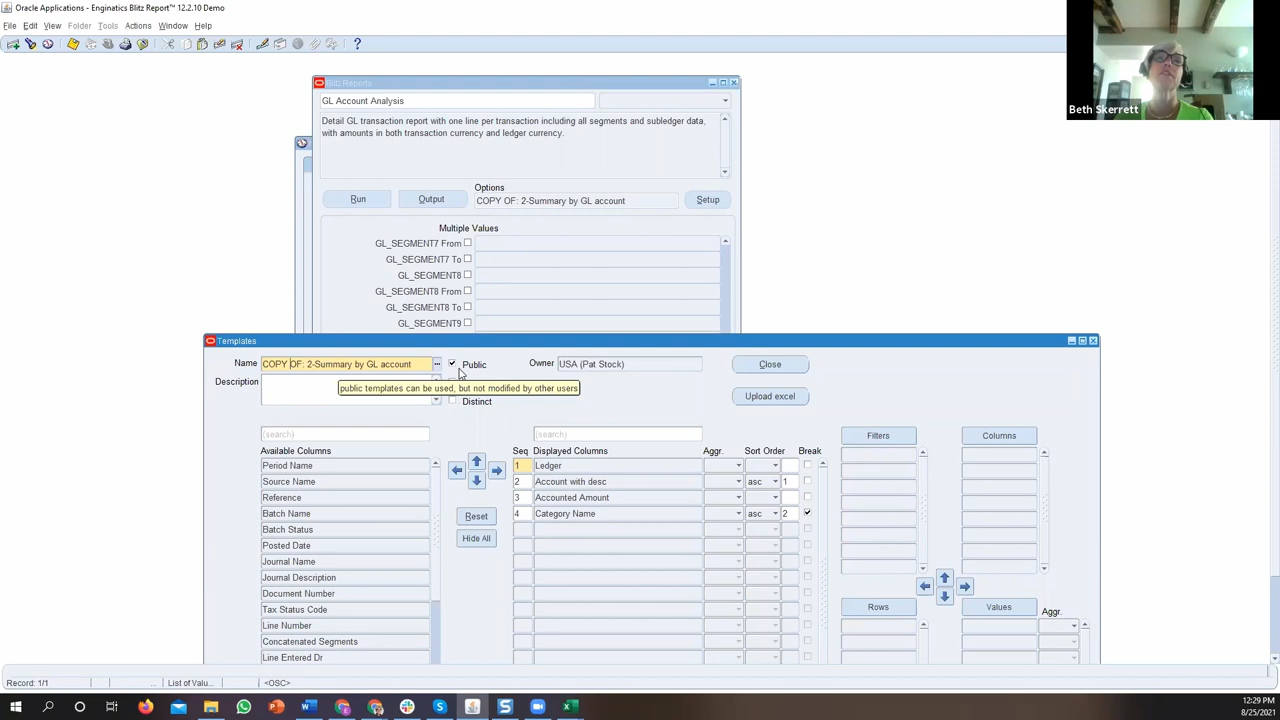 Oracle Applications - Enginatics Blitz Report™ 12.2.10 Demo
File Edit View Folder Tools Actions Window Help
Beth Skerrett
Blitz Reports
GL Account Analysis
Detail GL transaction report with one line per transaction including all segments and subledger data,
with amounts in both transaction currency and ledger currency.
Run Output Options COPY OF: 2-Summary by GL account Setup
Multiple Values
GL_SEGMENT7 From
GL_SEGMENT7 To
GL_SEGMENT8
GL_SEGMENT8 From
GL_SEGMENT8 To
GL_SEGMENT9
Templates
Name COPY OF: 2-Summary by GL account ... Public Owner USA (Pat Stock) Close
Description
public templates can be used, but not modified by other users
Upload excel
Distinct
(search) (search) Filters Columns
Available Columns Seq Displayed Columns Aggr. Sort Order Break
Period Name 1 Ledger
Source Name 2 Account with desc asc 1
Reference 3 Accounted Amount
Batch Name 4 Category Name asc 2
Reset
Batch Status
Hide All
Posted Date
Journal Name
Journal Description
Document Number
Tax Status Code Rows Values Aggr.
Line Number
Concatenated Segments
Line Entered Dr
Record: 1/1 ... List of Valu... <OSC>
12:29 PM
8/25/2021